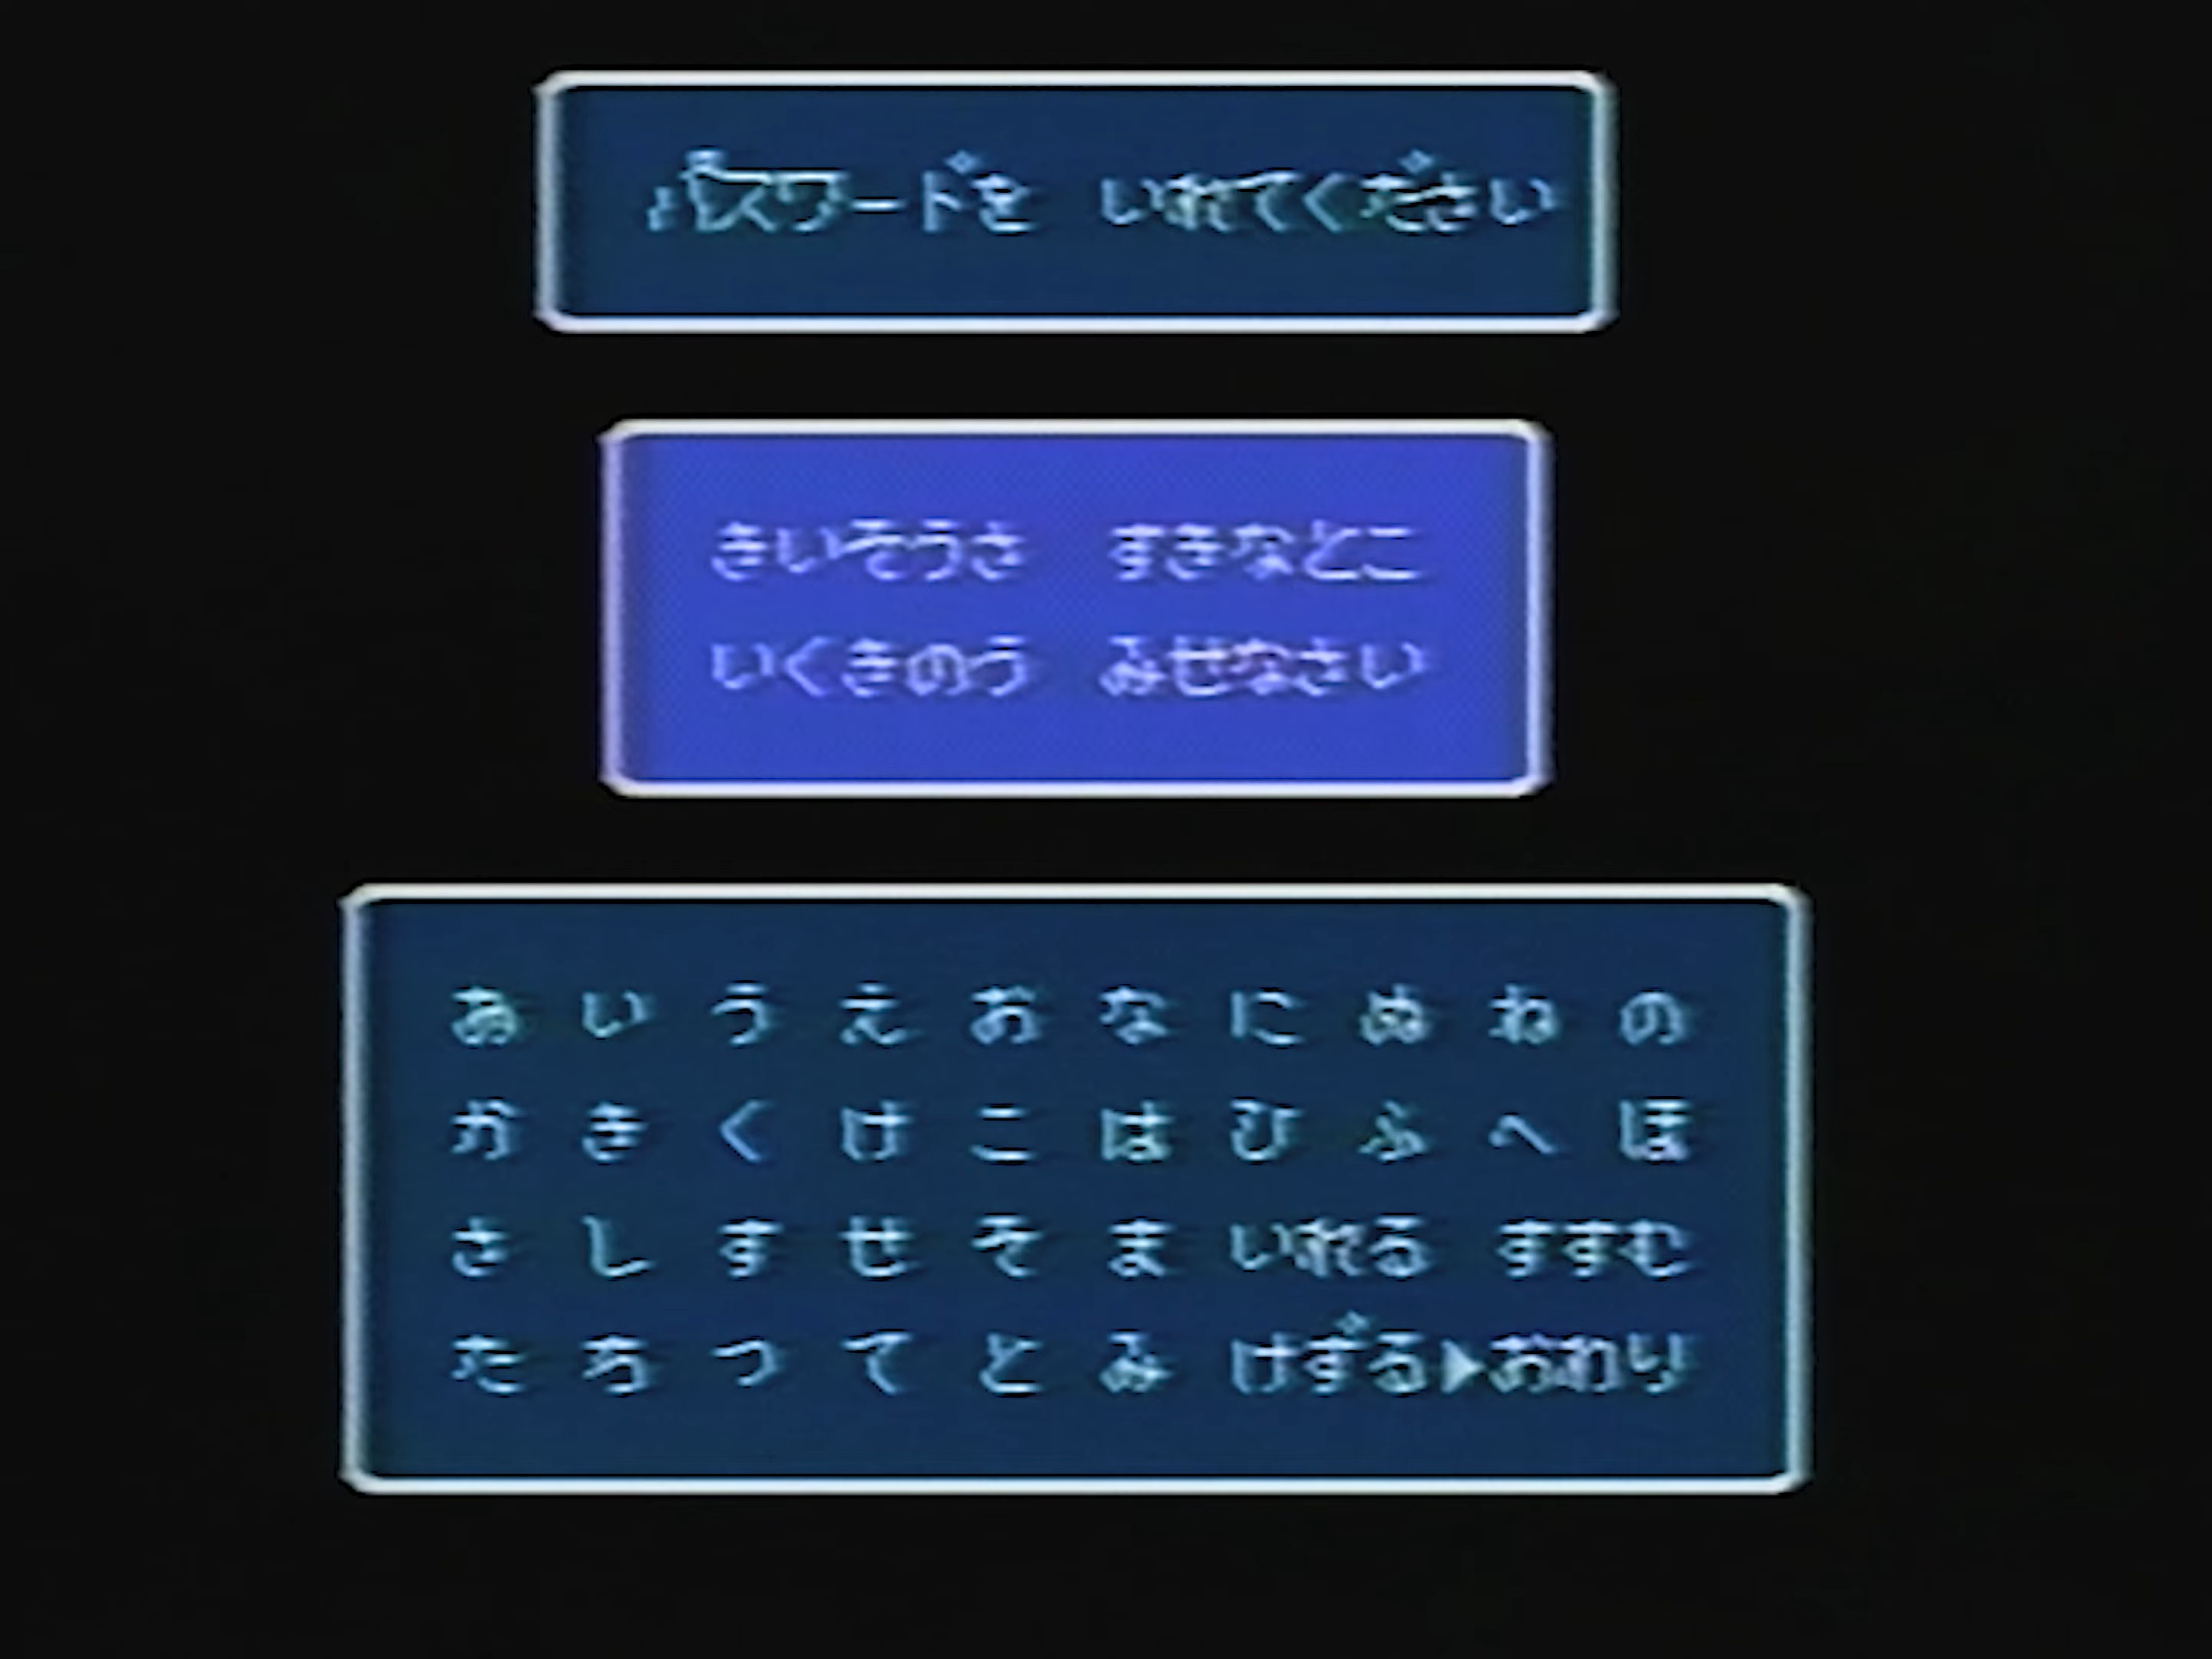 パスワードを いれてください
きいそうさ すきなとこ
いくきのう みせなさい
あ い う え お な に ぬ ね の
か き く け こ は ひ ふ へ ほ
さ し す せ そ ま いれる すすむ
た ち つ て と み けずる▶おわり